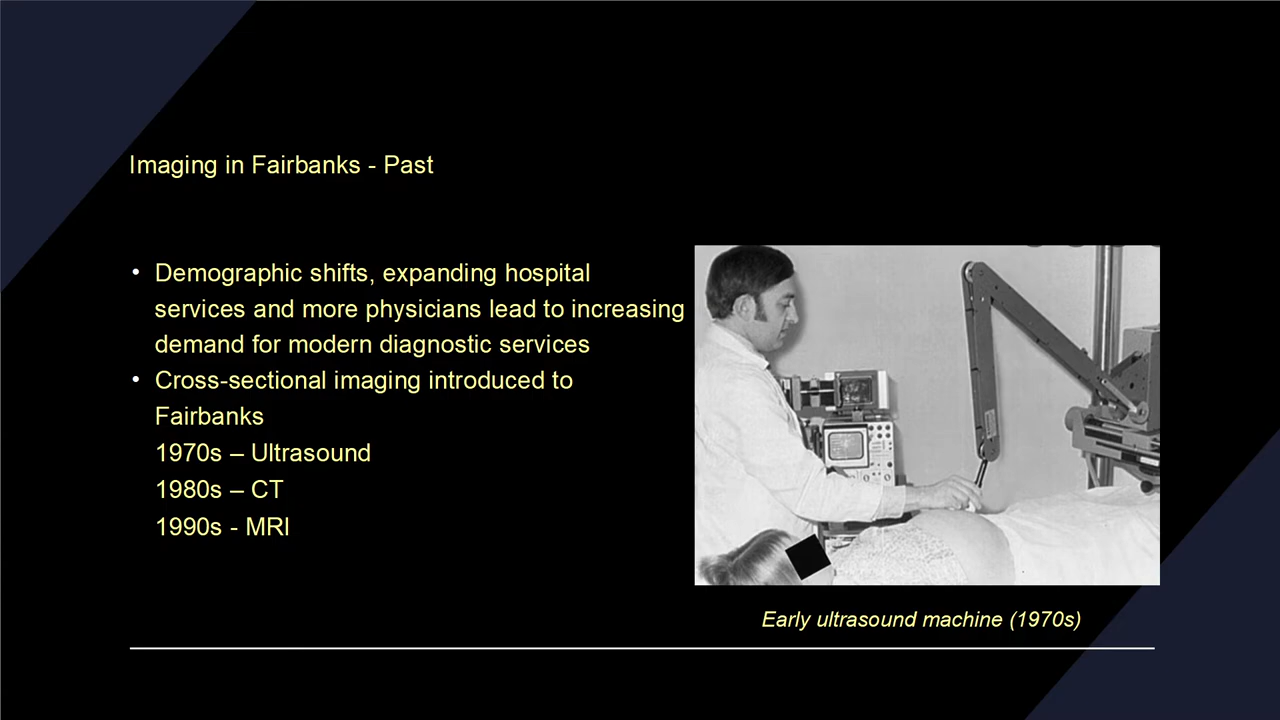 Imaging in Fairbanks - Past
• Demographic shifts, expanding hospital
services and more physicians lead to increasing
demand for modern diagnostic services
• Cross-sectional imaging introduced to
Fairbanks
1970s – Ultrasound
1980s – CT
1990s - MRI
Early ultrasound machine (1970s)